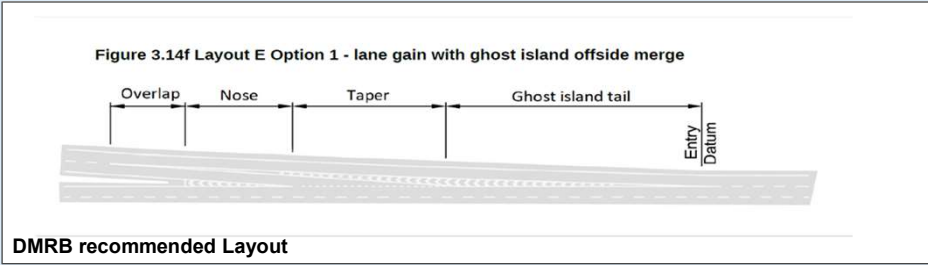 Figure 3.14f Layout E Option 1 - lane gain with ghost island offside merge
Overlap Nose Taper Ghost island tail
Entry
Datum
DMRB recommended Layout